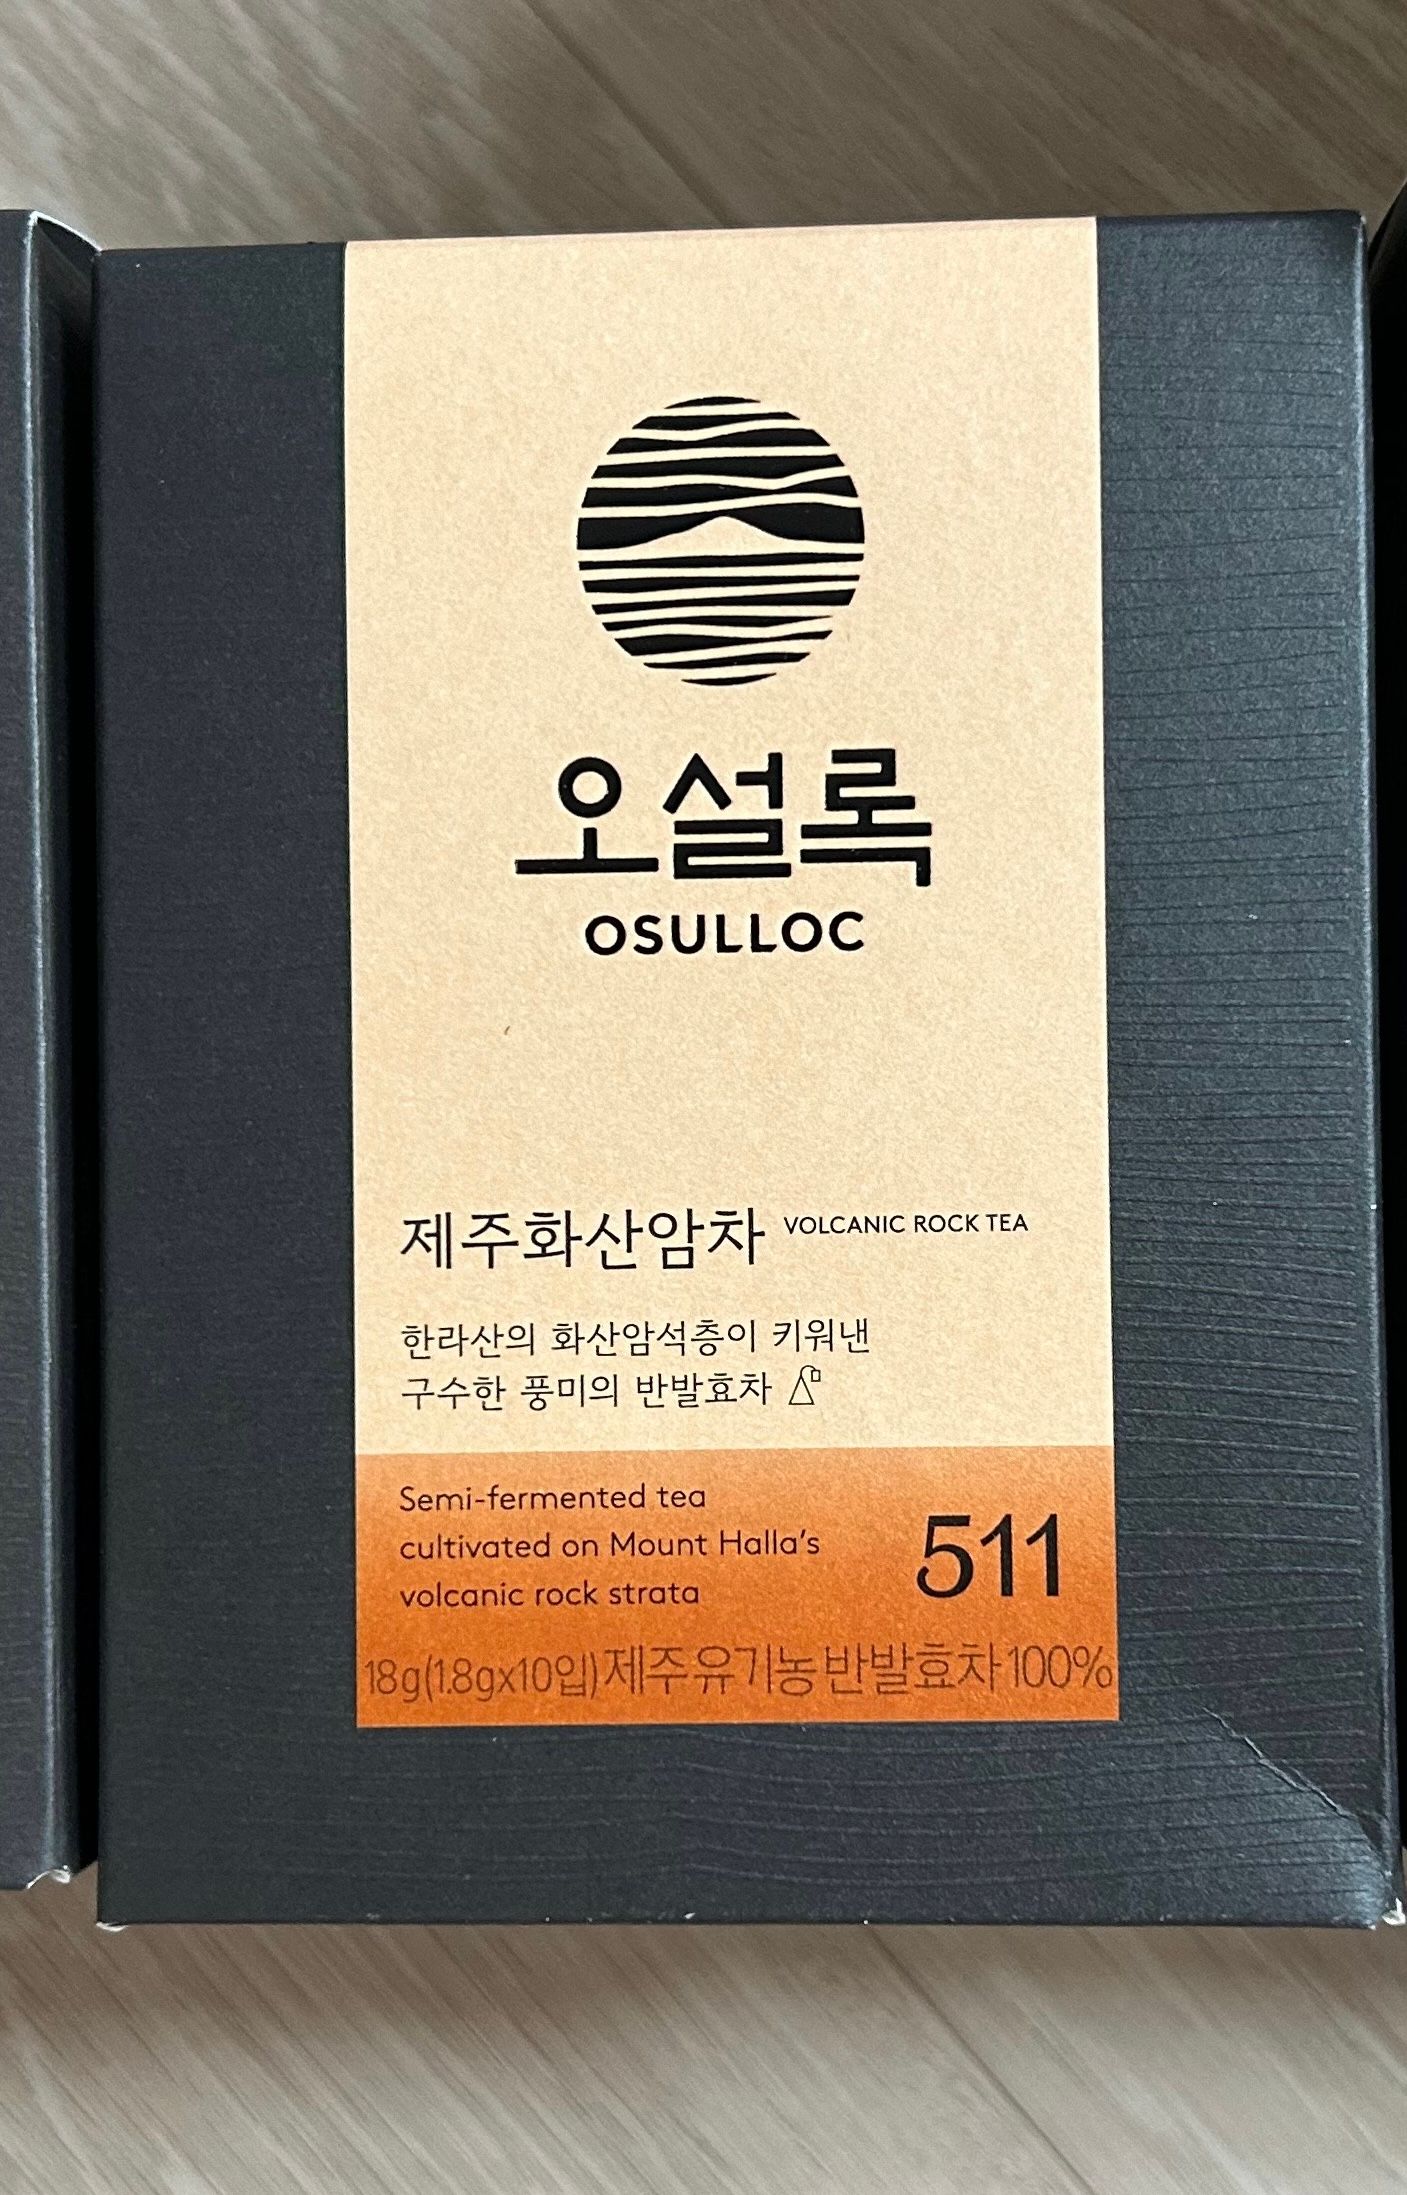 오설록
OSULLOC
제주화산암차 VOLCANIC ROCK TEA
한라산의 화산암석층이 키워낸
구수한 풍미의 반발효차
Semi-fermented tea
cultivated on Mount Halla's
volcanic rock strata
511
18g(1.8gx10입)제주유기농반발효차100%